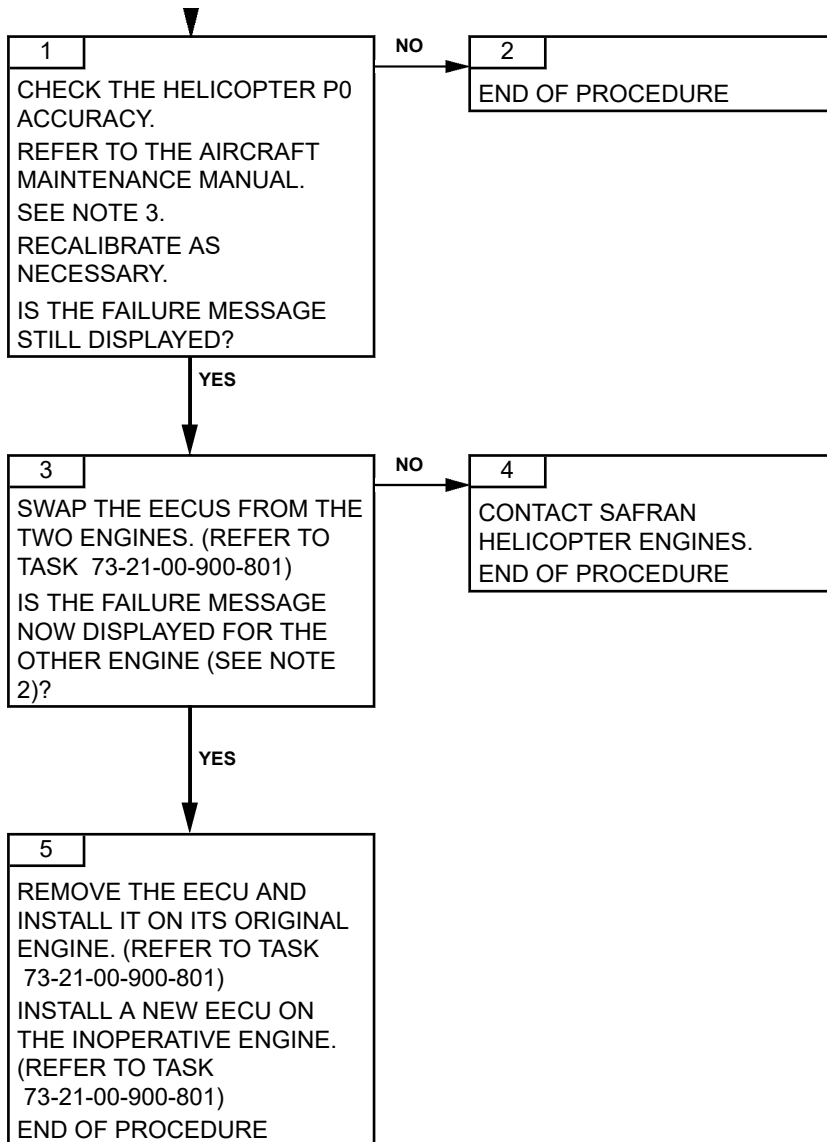 1
CHECK THE HELICOPTER P0
ACCURACY.
REFER TO THE AIRCRAFT
MAINTENANCE MANUAL.
SEE NOTE 3.
RECALIBRATE AS
NECESSARY.
IS THE FAILURE MESSAGE
STILL DISPLAYED?
NO
2
END OF PROCEDURE
YES
3
SWAP THE EECUS FROM THE
TWO ENGINES. (REFER TO
TASK 73-21-00-900-801)
IS THE FAILURE MESSAGE
NOW DISPLAYED FOR THE
OTHER ENGINE (SEE NOTE
2)?
NO
4
CONTACT SAFRAN
HELICOPTER ENGINES.
END OF PROCEDURE
YES
5
REMOVE THE EECU AND
INSTALL IT ON ITS ORIGINAL
ENGINE. (REFER TO TASK
73-21-00-900-801)
INSTALL A NEW EECU ON
THE INOPERATIVE ENGINE.
(REFER TO TASK
73-21-00-900-801)
END OF PROCEDURE